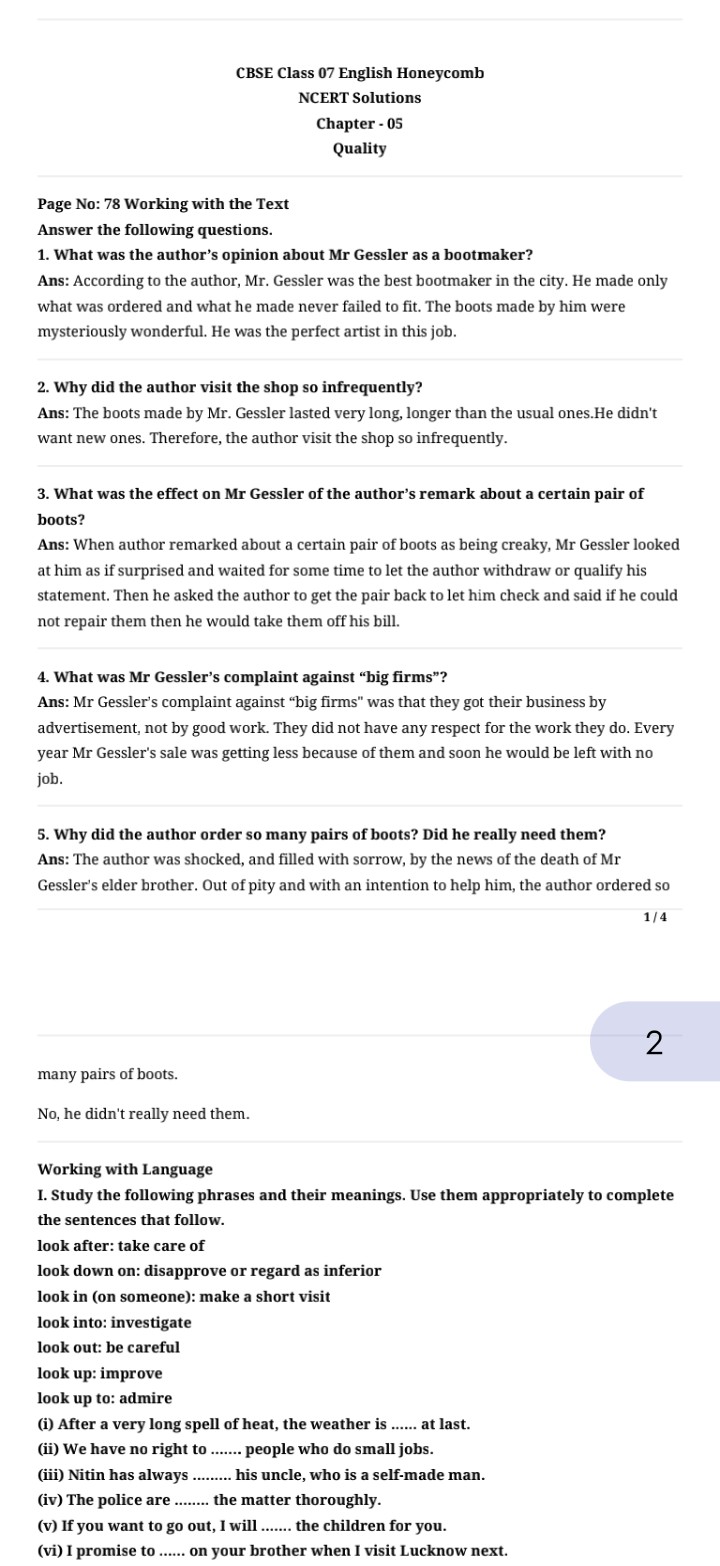 CBSE Class 07 English Honeycomb
NCERT Solutions
Chapter - 05
Quality
Page No: 78 Working with the Text
Answer the following questions.
1. What was the author’s opinion about Mr Gessler as a bootmaker?
Ans: According to the author, Mr. Gessler was the best bootmaker in the city. He made only
what was ordered and what he made never failed to fit. The boots made by him were
mysteriously wonderful. He was the perfect artist in this job.
2. Why did the author visit the shop so infrequently?
Ans: The boots made by Mr. Gessler lasted very long, longer than the usual ones.He didn't
want new ones. Therefore, the author visit the shop so infrequently.
3. What was the effect on Mr Gessler of the author’s remark about a certain pair of
boots?
Ans: When author remarked about a certain pair of boots as being creaky, Mr Gessler looked
at him as if surprised and waited for some time to let the author withdraw or qualify his
statement. Then he asked the author to get the pair back to let him check and said if he could
not repair them then he would take them off his bill.
4. What was Mr Gessler’s complaint against “big firms”?
Ans: Mr Gessler's complaint against “big firms" was that they got their business by
advertisement, not by good work. They did not have any respect for the work they do. Every
year Mr Gessler's sale was getting less because of them and soon he would be left with no
job.
5. Why did the author order so many pairs of boots? Did he really need them?
Ans: The author was shocked, and filled with sorrow, by the news of the death of Mr
Gessler's elder brother. Out of pity and with an intention to help him, the author ordered so
1 / 4
2
many pairs of boots.
No, he didn't really need them.
Working with Language
I. Study the following phrases and their meanings. Use them appropriately to complete
the sentences that follow.
look after: take care of
look down on: disapprove or regard as inferior
look in (on someone): make a short visit
look into: investigate
look out: be careful
look up: improve
look up to: admire
(i) After a very long spell of heat, the weather is ...... at last.
(ii) We have no right to ....... people who do small jobs.
(iii) Nitin has always ......... his uncle, who is a self-made man.
(iv) The police are ........ the matter thoroughly.
(v) If you want to go out, I will ....... the children for you.
(vi) I promise to ...... on your brother when I visit Lucknow next.